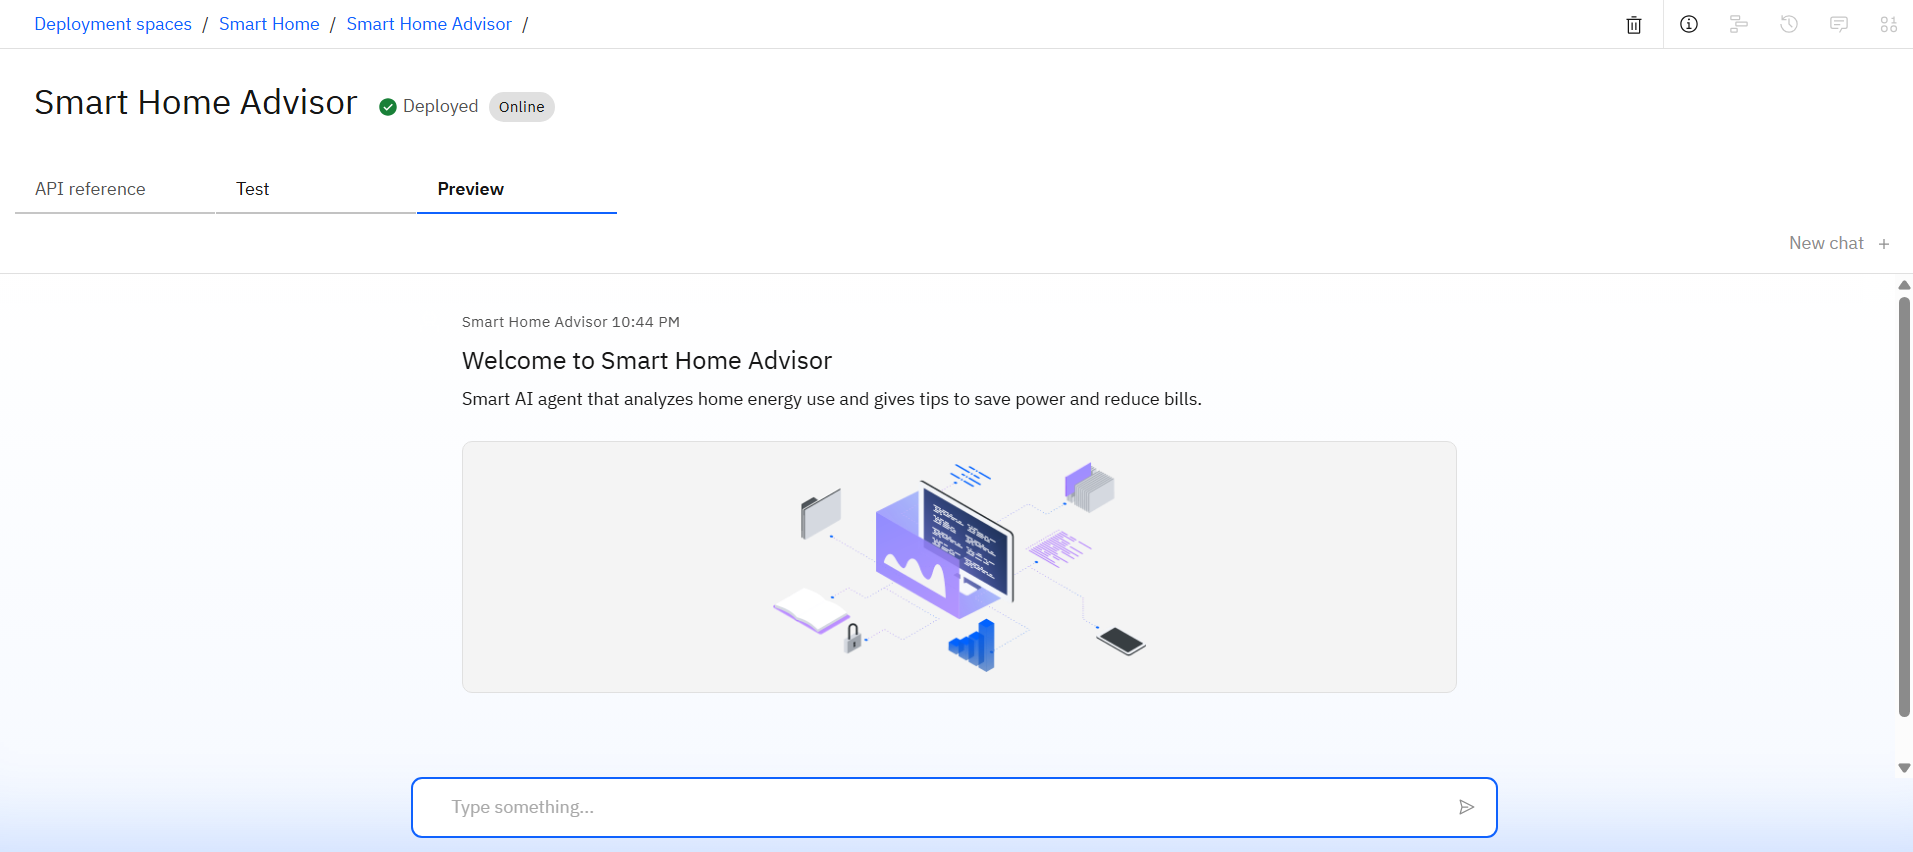 Deployment spaces / Smart Home / Smart Home Advisor /
Smart Home Advisor Deployed Online
API reference Test Preview
New chat +
Smart Home Advisor 10:44 PM
Welcome to Smart Home Advisor
Smart AI agent that analyzes home energy use and gives tips to save power and reduce bills.
Type something...